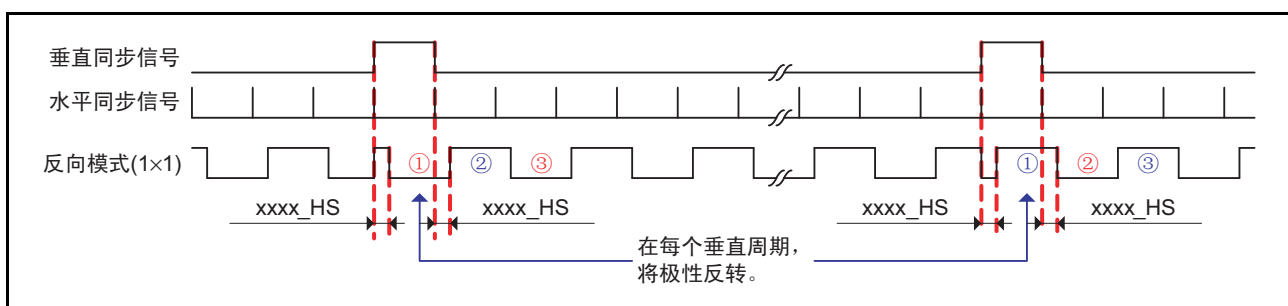 垂直同步信号
水平同步信号
反向模式(1×1)
① ② ③ ① ② ③
xxxx_HS xxxx_HS xxxx_HS xxxx_HS
在每个垂直周期，
将极性反转。